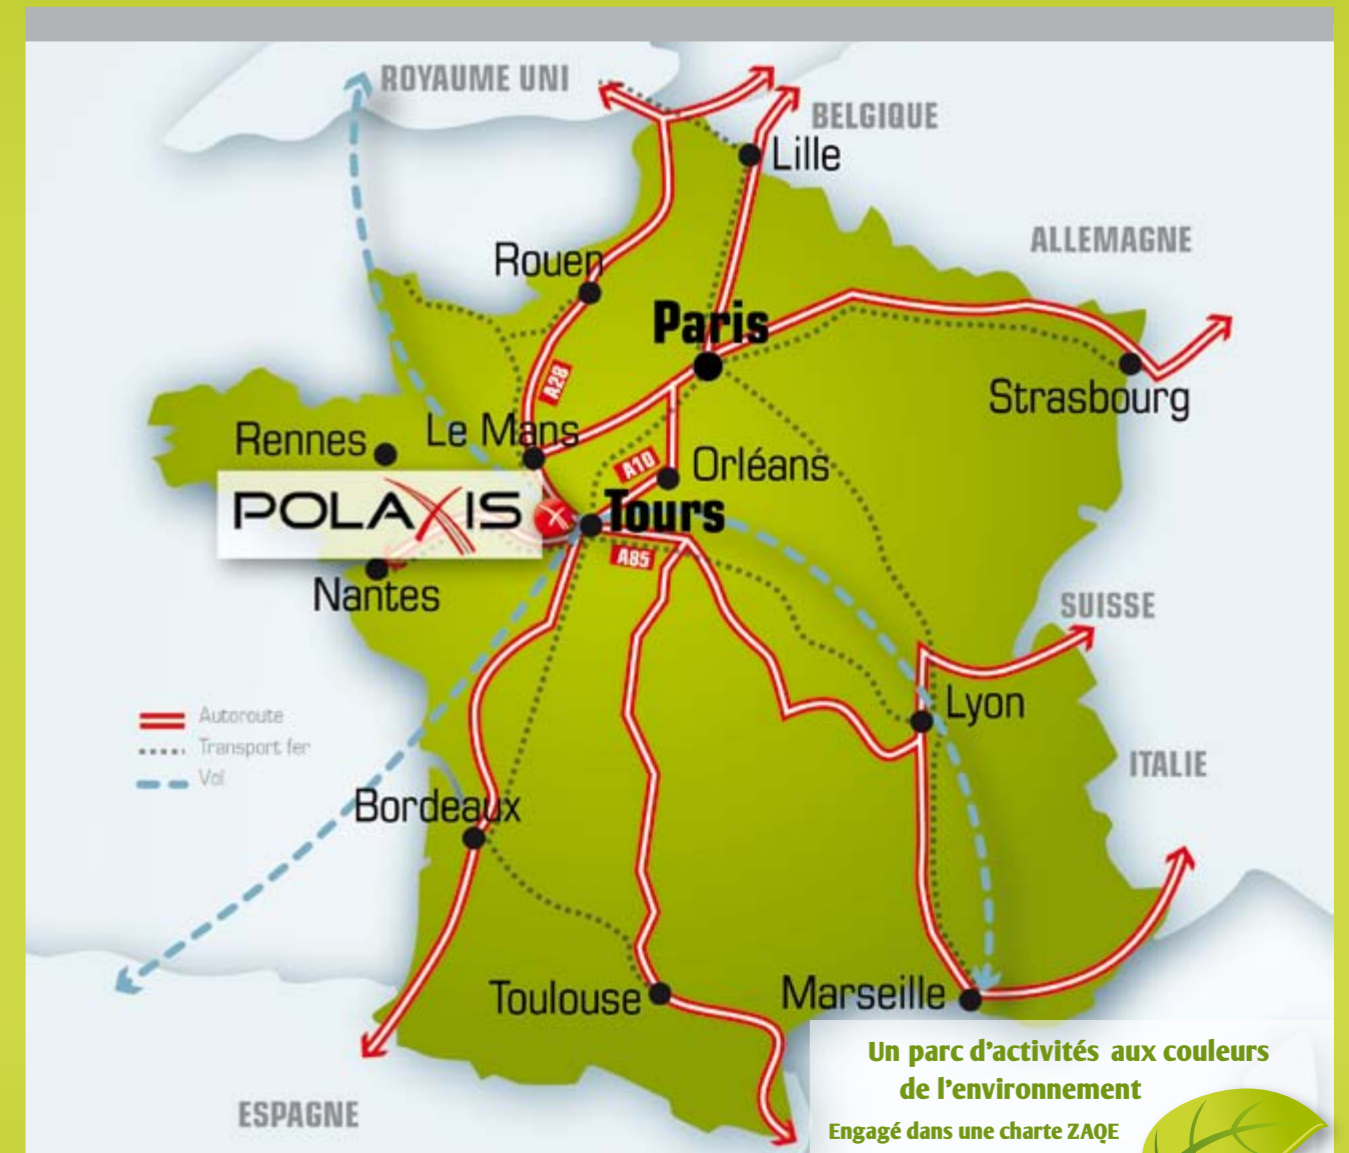 ROYAUME UNI
BELGIQUE
Lille
ALLEMAGNE
Rouen
Paris
A28
Strasbourg
Rennes
Le Mans
A10
Orléans
POLAXIS
Tours
A85
Nantes
SUISSE
Lyon
Autoroute
Transport fer
Vol
ITALIE
Bordeaux
Toulouse
Marseille
Un parc d'activités aux couleurs
de l'environnement
ESPAGNE
Engagé dans une charte ZAQE